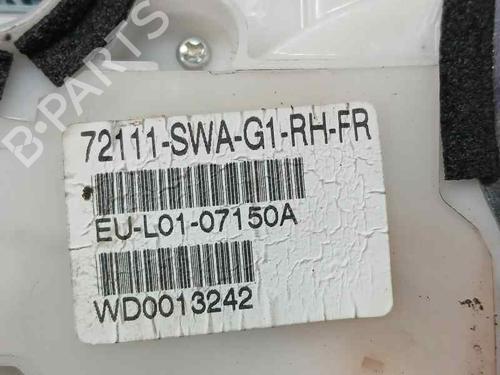 B-PARTS
72111-SWA-G1-RH-FR
EU-L01-07150A
WD0013242